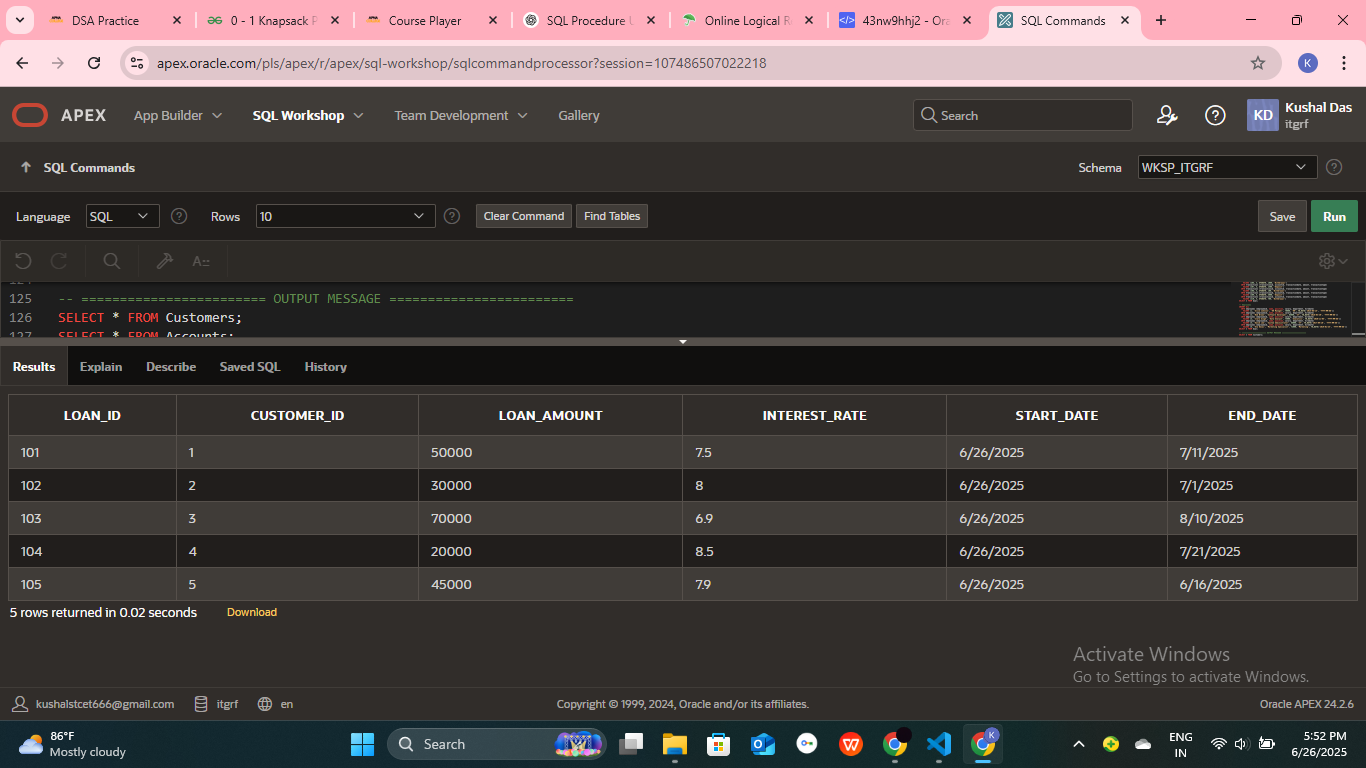 DSA Practice
0 - 1 Knapsack P
Course Player
SQL Procedure U
Online Logical R
43nw9hhj2 - Ora
SQL Commands
apex.oracle.com/pls/apex/r/apex/sql-workshop/sqlcommandprocessor?session=107486507022218
K
APEX App Builder SQL Workshop Team Development Gallery
Search
KD
Kushal Das
itgrf
SQL Commands
Schema WKSP_ITGRF
Language SQL Rows 10 Clear Command Find Tables Save Run
125 -- ======================== OUTPUT MESSAGE ========================
126 SELECT * FROM Customers;
127 SELECT * FROM Accounts;
Results Explain Describe Saved SQL History
LOAN_ID CUSTOMER_ID LOAN_AMOUNT INTEREST_RATE START_DATE END_DATE
101 1 50000 7.5 6/26/2025 7/11/2025
102 2 30000 8 6/26/2025 7/1/2025
103 3 70000 6.9 6/26/2025 8/10/2025
104 4 20000 8.5 6/26/2025 7/21/2025
105 5 45000 7.9 6/26/2025 6/16/2025
5 rows returned in 0.02 seconds Download
Activate Windows
Go to Settings to activate Windows.
kushalstcet666@gmail.com itgrf en Copyright © 1999, 2024, Oracle and/or its affiliates. Oracle APEX 24.2.6
86°F
Mostly cloudy
Search
ENG
IN
5:52 PM
6/26/2025